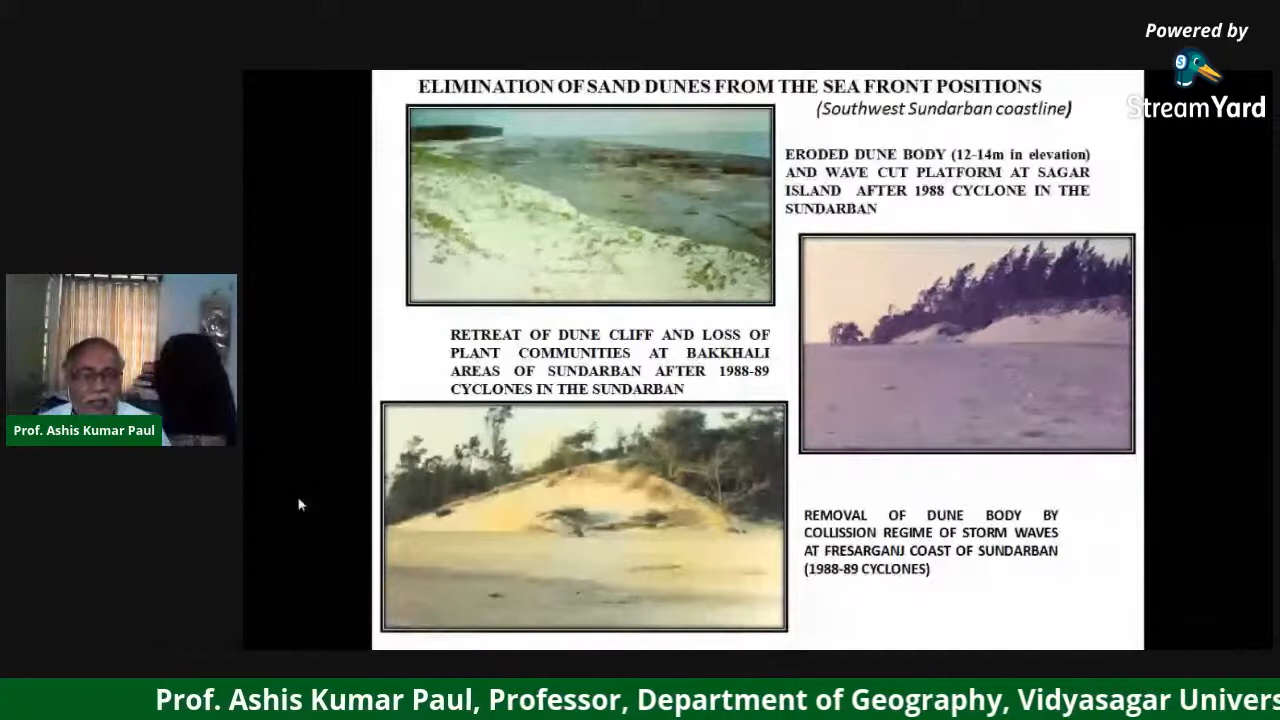 Powered by
StreamYard
ELIMINATION OF SAND DUNES FROM THE SEA FRONT POSITIONS
(Southwest Sundarban coastline)
ERODED DUNE BODY (12-14m in elevation)
AND WAVE CUT PLATFORM AT SAGAR
ISLAND AFTER 1988 CYCLONE IN THE
SUNDARBAN
RETREAT OF DUNE CLIFF AND LOSS OF
PLANT COMMUNITIES AT BAKKHALI
AREAS OF SUNDARBAN AFTER 1988-89
CYCLONES IN THE SUNDARBAN
REMOVAL OF DUNE BODY BY
COLLISSION REGIME OF STORM WAVES
AT FRESARGANJ COAST OF SUNDARBAN
(1988-89 CYCLONES)
Prof. Ashis Kumar Paul
Prof. Ashis Kumar Paul, Professor, Department of Geography, Vidyasagar Univers